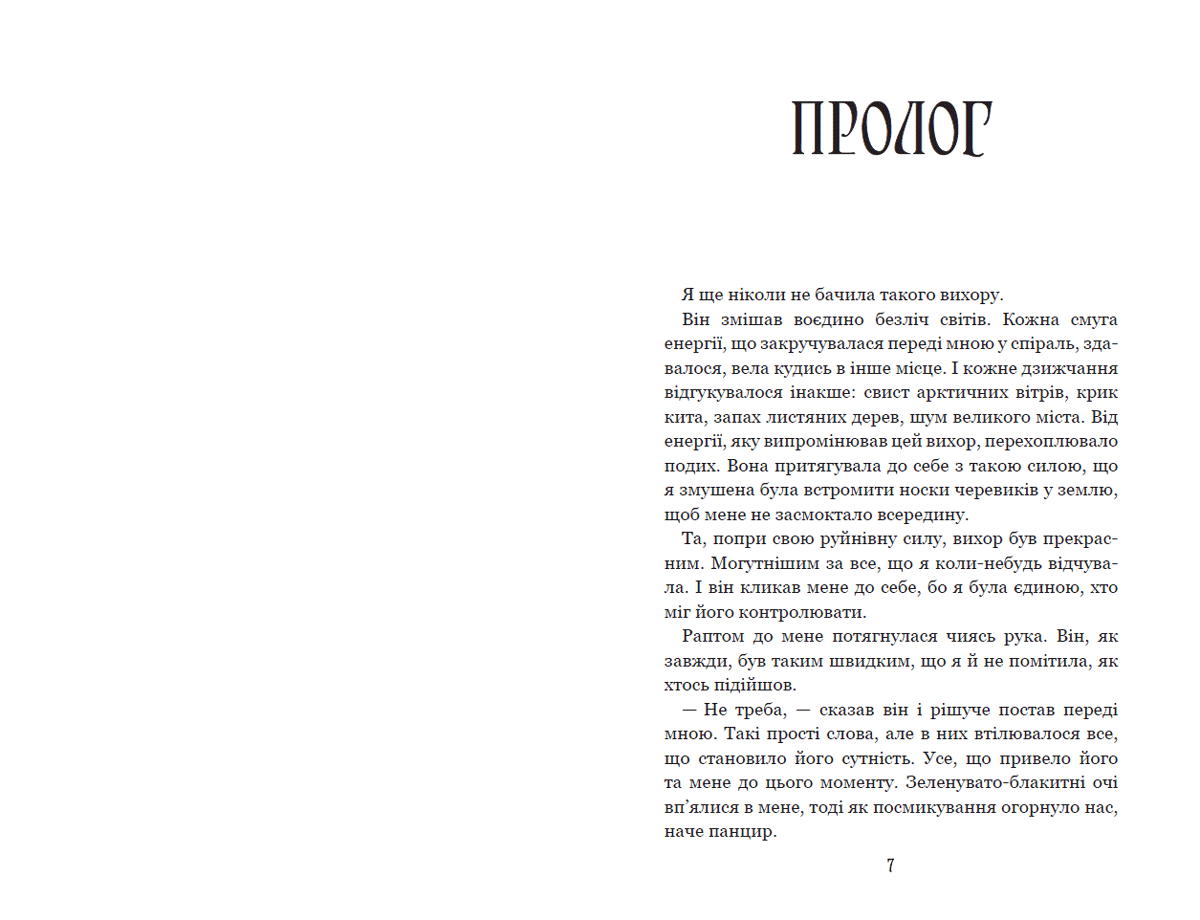 ПРОЛОГ
Я ще ніколи не бачила такого вихору.
Він змішав воєдино безліч світів. Кожна смуга
енергії, що закручувалася переді мною у спіраль, зда-
валося, вела кудись в інше місце. І кожне дзижчання
відгукувалося інакше: свист арктичних вітрів, крик
кита, запах листяних дерев, шум великого міста. Від
енергії, яку випромінював цей вихор, перехоплювало
подих. Вона притягувала до себе з такою силою, що
я змушена була встромити носки черевиків у землю,
щоб мене не засмоктало всередину.
Та, попри свою руйнівну силу, вихор був прекрас-
ним. Могутнішим за все, що я коли-небудь відчува-
ла. І він кликав мене до себе, бо я була єдиною, хто
міг його контролювати.
Раптом до мене потягнулася чиясь рука. Він, як
завжди, був таким швидким, що я й не помітила, як
хтось підійшов.
— Не треба, — сказав він і рішуче постав переді
мною. Такі прості слова, але в них втілювалося все,
що становило його сутність. Усе, що привело його
та мене до цього моменту. Зеленувато-блакитні очі
вп’ялися в мене, тоді як посмикування огорнуло нас,
наче панцир.
7